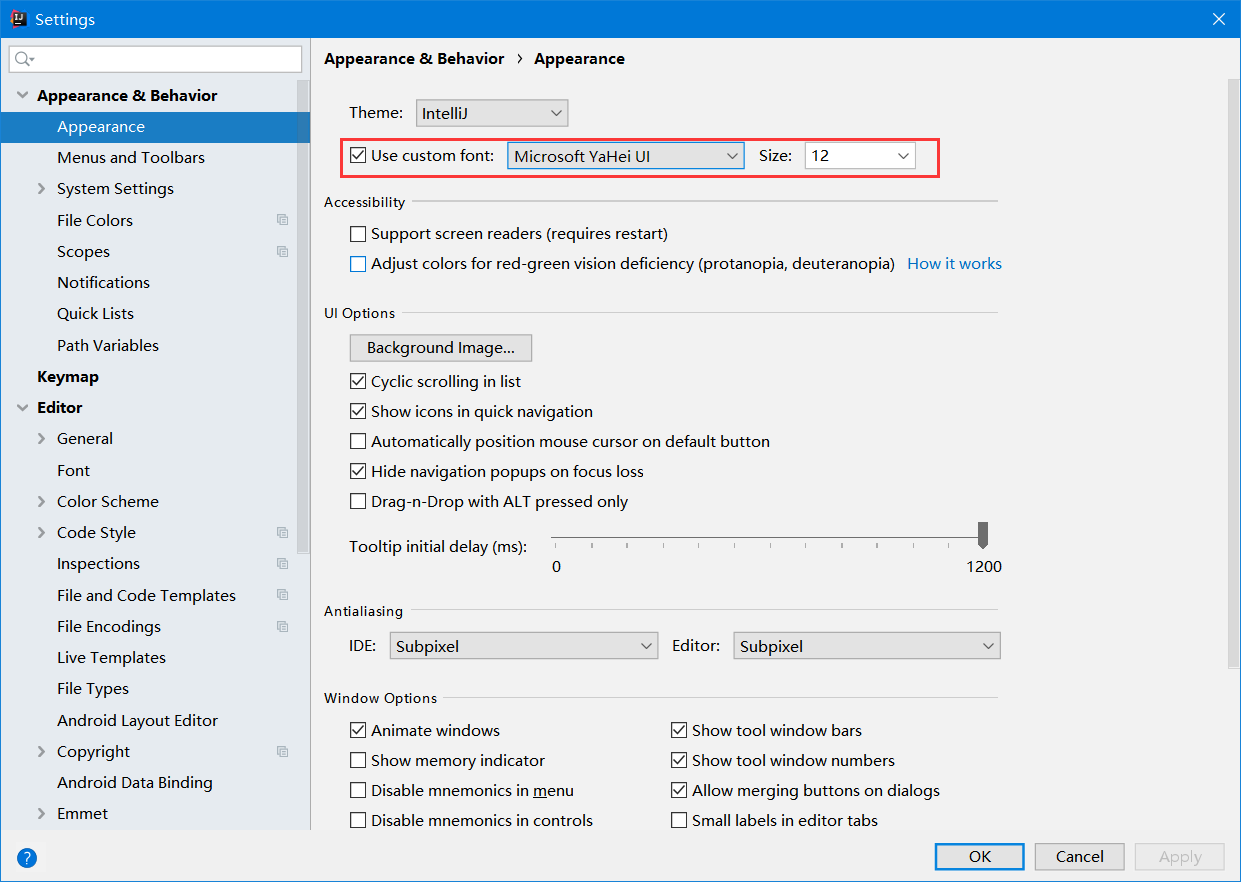 Settings
Appearance & Behavior
Appearance
Menus and Toolbars
System Settings
File Colors
Scopes
Notifications
Quick Lists
Path Variables
Keymap
Editor
General
Font
Color Scheme
Code Style
Inspections
File and Code Templates
File Encodings
Live Templates
File Types
Android Layout Editor
Copyright
Android Data Binding
Emmet
Appearance & Behavior › Appearance
Theme: IntelliJ
Use custom font: Microsoft YaHei UI Size: 12
Accessibility
Support screen readers (requires restart)
Adjust colors for red-green vision deficiency (protanopia, deuteranopia) How it works
UI Options
Background Image...
Cyclic scrolling in list
Show icons in quick navigation
Automatically position mouse cursor on default button
Hide navigation popups on focus loss
Drag-n-Drop with ALT pressed only
Tooltip initial delay (ms):
0 1200
Antialiasing
IDE: Subpixel Editor: Subpixel
Window Options
Animate windows Show tool window bars
Show memory indicator Show tool window numbers
Disable mnemonics in menu Allow merging buttons on dialogs
Disable mnemonics in controls Small labels in editor tabs
? OK Cancel Apply